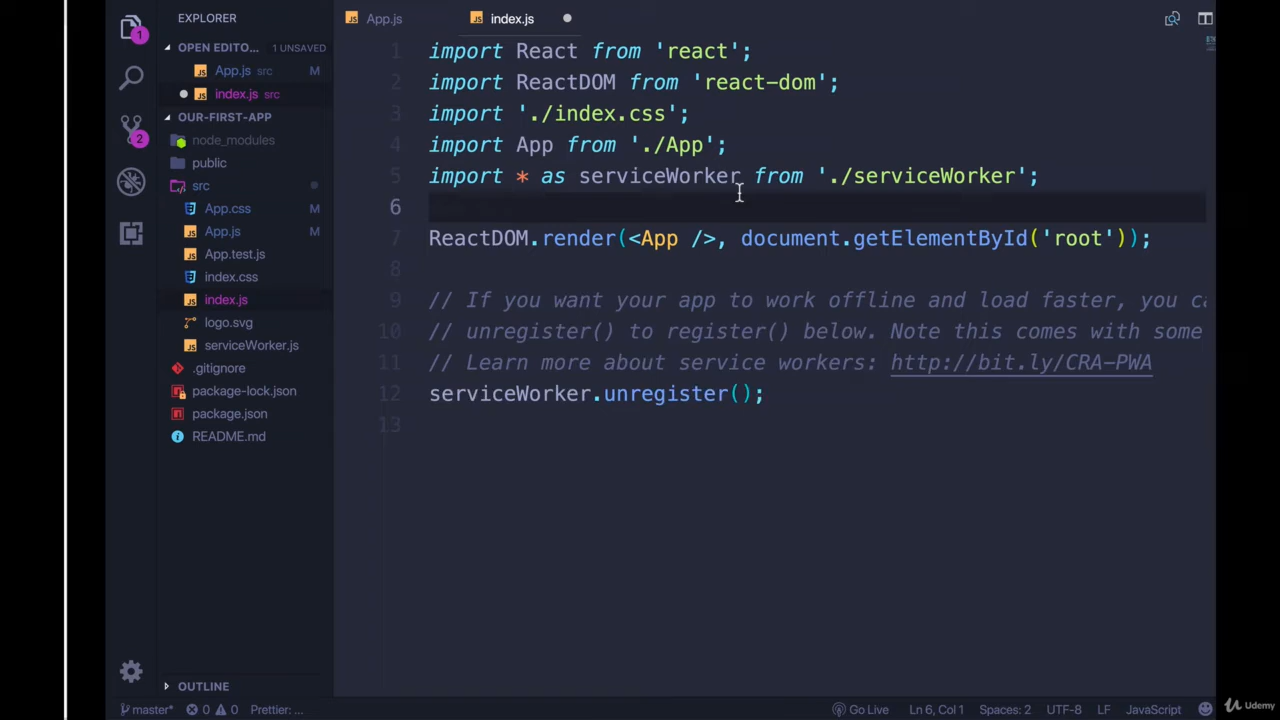 EXPLORER
OPEN EDITO... 1 UNSAVED
App.js src M
index.js src
OUR-FIRST-APP
node_modules
public
src
App.css M
App.js M
App.test.js
index.css
index.js
logo.svg
serviceWorker.js
.gitignore
package-lock.json
package.json
README.md
OUTLINE
1
2
App.js
index.js
1 import React from 'react';
2 import ReactDOM from 'react-dom';
3 import './index.css';
4 import App from './App';
5 import * as serviceWorker from './serviceWorker';
6
7 ReactDOM.render(<App />, document.getElementById('root'));
8
9 // If you want your app to work offline and load faster, you ca
10 // unregister() to register() below. Note this comes with some
11 // Learn more about service workers: http://bit.ly/CRA-PWA
12 serviceWorker.unregister();
13
master* 0 0 Prettier: ... Go Live Ln 6, Col 1 Spaces: 2 UTF-8 LF JavaScript
Udemy